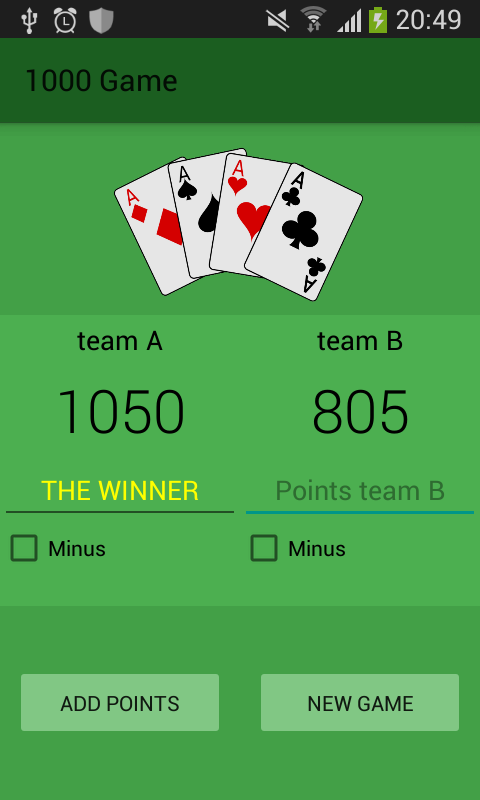 20:49
1000 Game
A A A A
A
team A team B
1050 805
THE WINNER Points team B
Minus Minus
ADD POINTS NEW GAME